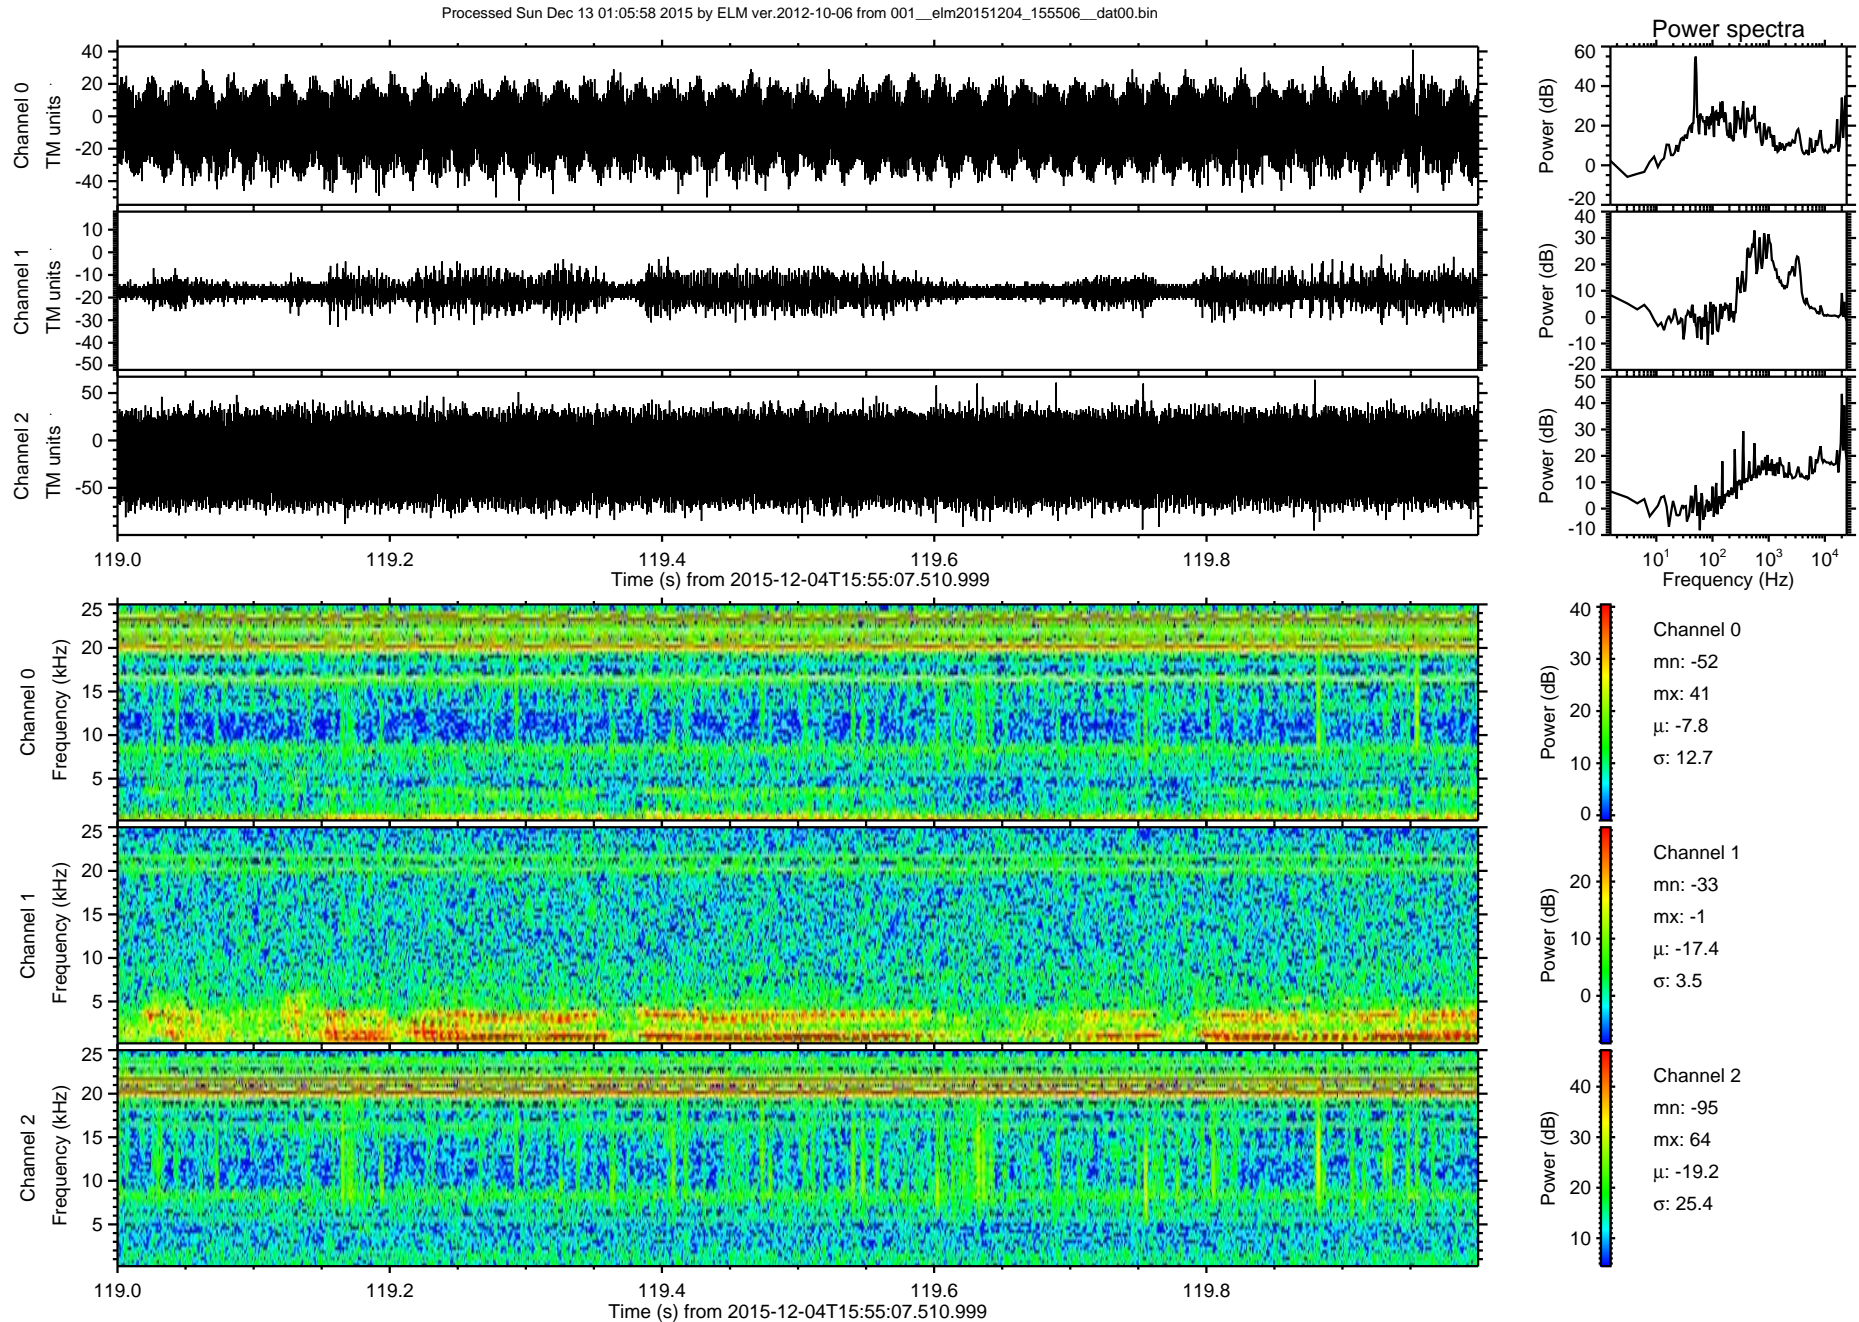 Processed Sun Dec 13 01:05:58 2015 by ELM ver.2012-10-06 from 001__elm20151204_155506__dat00.bin
Power spectra
Channel 0
TM units
40
20
0
-20
-40
Power (dB)
60
40
20
0
-20
Channel 1
TM units
10
0
-10
-20
-30
-40
-50
Power (dB)
40
30
20
10
0
-10
-20
Channel 2
TM units
50
0
-50
Power (dB)
50
40
30
20
10
0
-10
119.0 119.2 119.4 119.6 119.8
Time (s) from 2015-12-04T15:55:07.510.999
10^1 10^2 10^3 10^4
Frequency (Hz)
Channel 0
Frequency (kHz)
25
20
15
10
5
Power (dB)
40
30
20
10
0
Channel 0
mn: -52
mx: 41
μ: -7.8
σ: 12.7
Channel 1
Frequency (kHz)
25
20
15
10
5
Power (dB)
20
10
0
Channel 1
mn: -33
mx: -1
μ: -17.4
σ: 3.5
Channel 2
Frequency (kHz)
25
20
15
10
5
Power (dB)
40
30
20
10
Channel 2
mn: -95
mx: 64
μ: -19.2
σ: 25.4
119.0 119.2 119.4 119.6 119.8
Time (s) from 2015-12-04T15:55:07.510.999